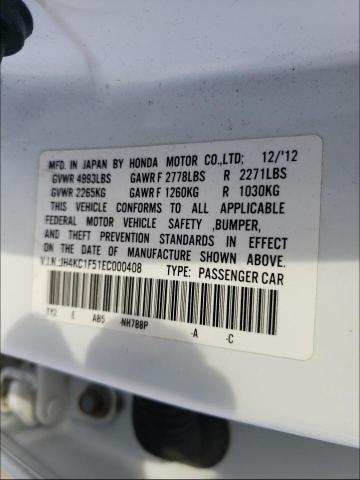 MFD. IN JAPAN BY HONDA MOTOR CO.,LTD; 12/'12
GVWR 4993LBS GAWR F 2778LBS R 2271LBS
GVWR 2265KG GAWR F 1260KG R 1030KG
THIS VEHICLE CONFORMS TO ALL APPLICABLE
FEDERAL MOTOR VEHICLE SAFETY ,BUMPER,
AND THEFT PREVENTION STANDARDS IN EFFECT
ON THE DATE OF MANUFACTURE SHOWN ABOVE.
V.I.N:JH4KC1F51EC000408 TYPE: PASSENGER CAR
TY2 E AB5 -NH788P -A -C